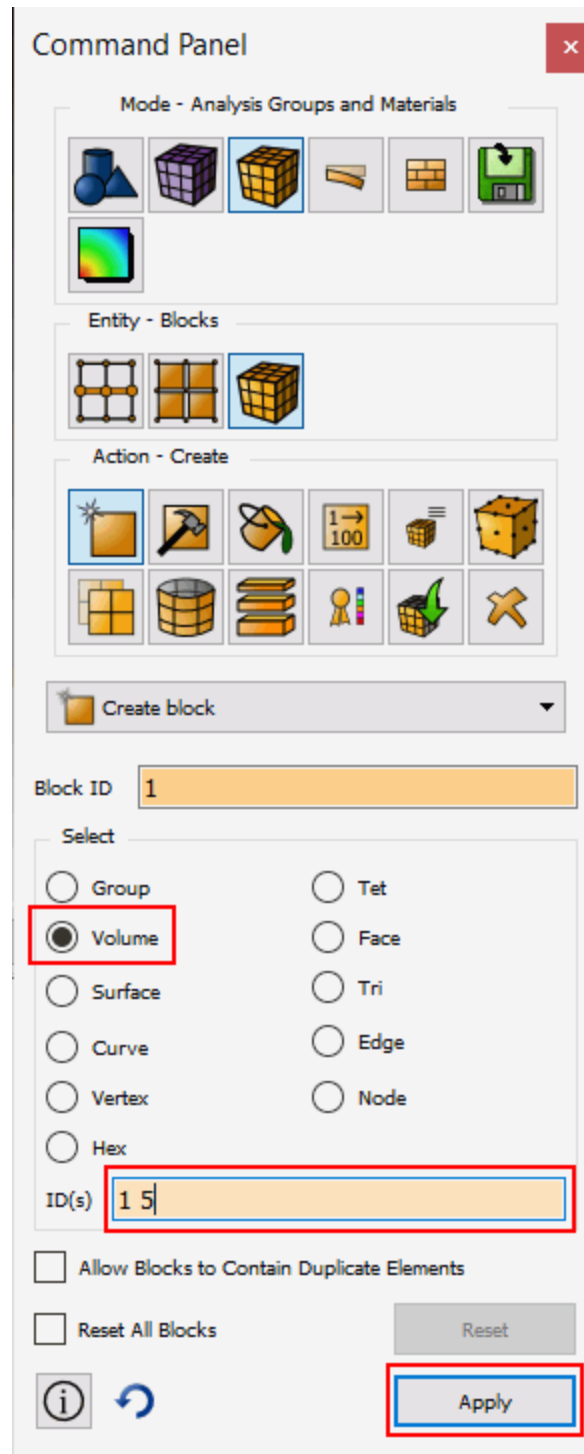 Command Panel
Mode - Analysis Groups and Materials
Entity - Blocks
Action - Create
1→
100
Create block
Block ID 1
Select
Group Tet
Volume Face
Surface Tri
Curve Edge
Vertex Node
Hex
ID(s) 1 5
Allow Blocks to Contain Duplicate Elements
Reset All Blocks Reset
Apply